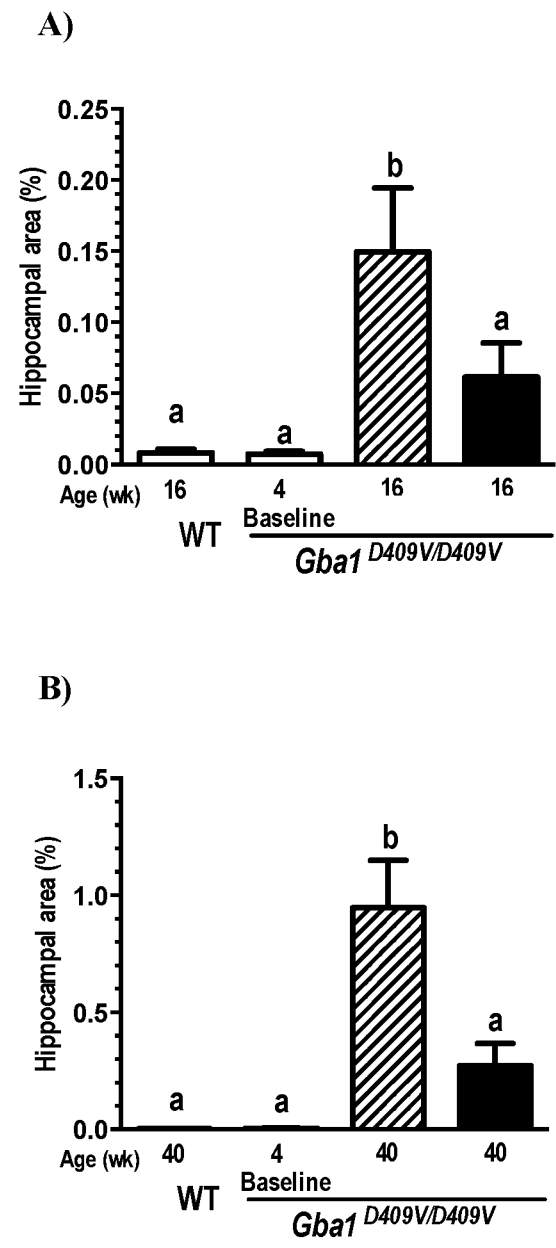 A)
Hippocampal area (%)
0.25
0.20
0.15
0.10
0.05
0.00
a
a
b
a
Age (wk) 16 4 16 16
WT Baseline
Gba1 D409V/D409V
B)
Hippocampal area (%)
1.5
1.0
0.5
0.0
a
a
b
a
Age (wk) 40 4 40 40
WT Baseline
Gba1 D409V/D409V